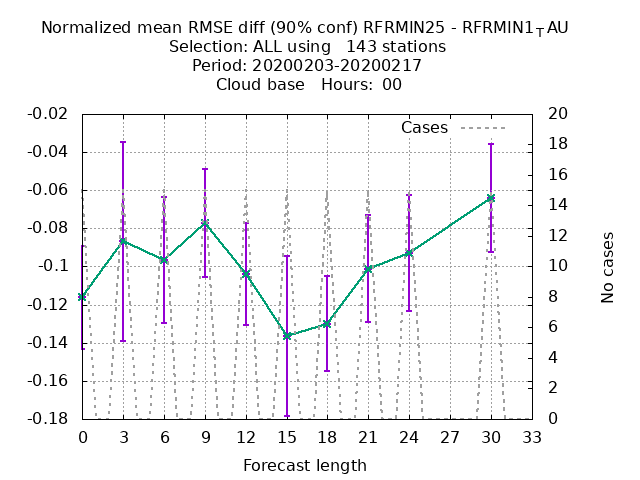 Normalized mean RMSE diff (90% conf) RFRMIN25 - RFRMIN1_TAU
Selection: ALL using 143 stations
Period: 20200203-20200217
Cloud base Hours: 00
Cases
-0.02
-0.04
-0.06
-0.08
-0.1
-0.12
-0.14
-0.16
-0.18
20
18
16
14
12
10
8
6
4
2
0
No cases
0 3 6 9 12 15 18 21 24 27 30 33
Forecast length